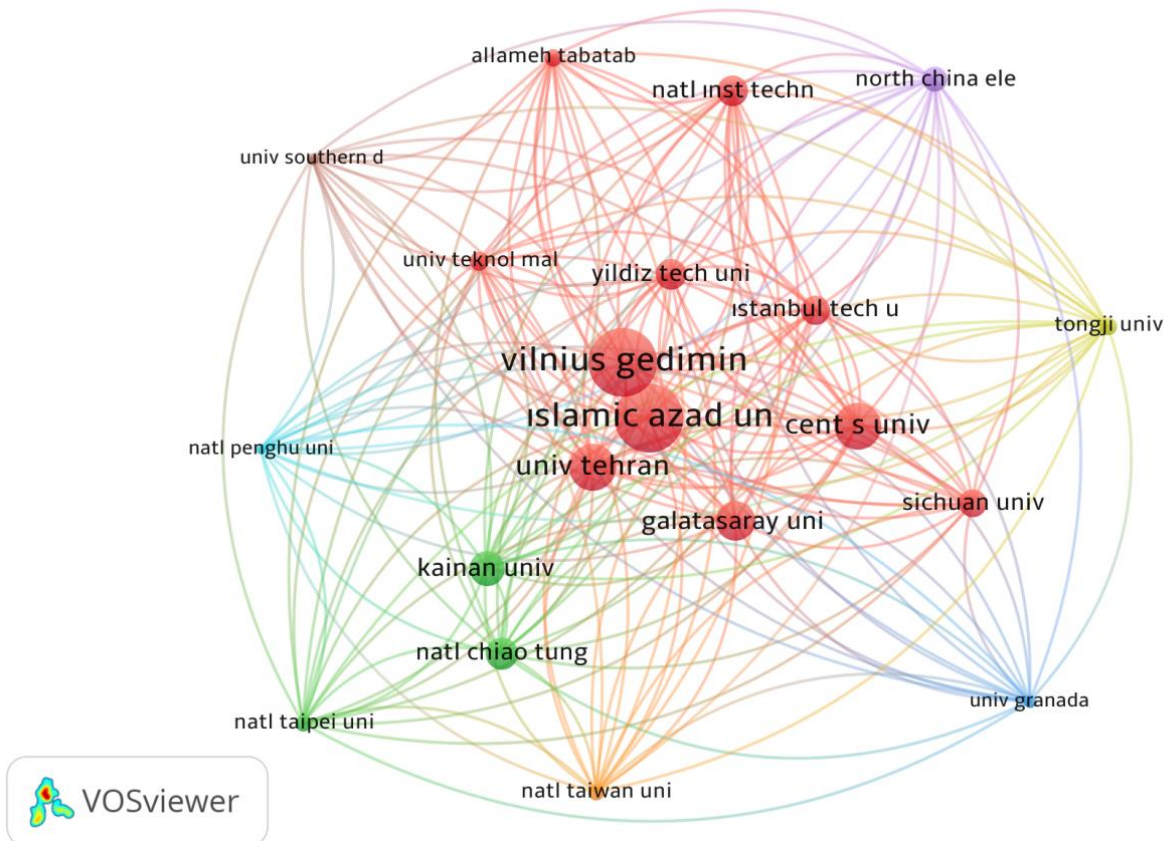 allameh tabatab
natl ınst techn
north china ele
univ southern d
univ teknol mal
yildiz tech uni
ıstanbul tech u
tongji univ
vilnius gedimin
ıslamic azad un
cent s univ
natl penghu uni
univ tehran
sichuan univ
galatasaray uni
kainan univ
natl chiao tung
natl taipei uni
univ granada
natl taiwan uni
VOSviewer